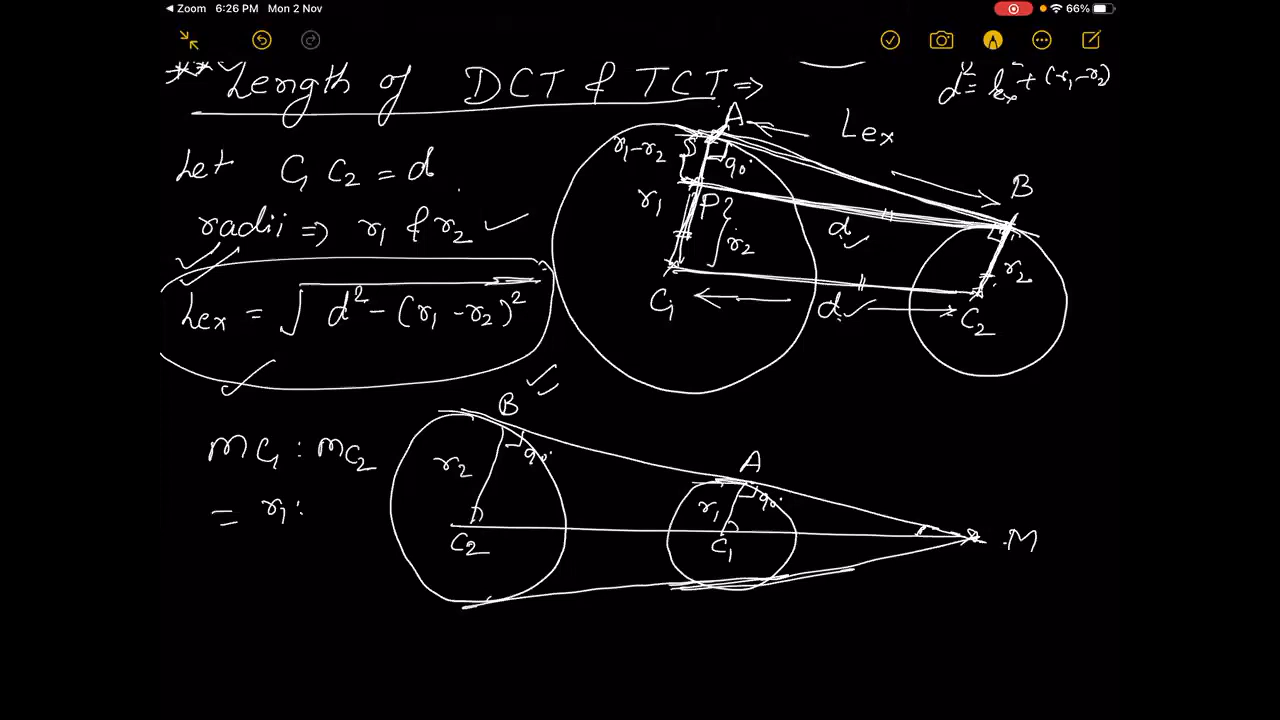 ◀ Zoom 6:26 PM Mon 2 Nov 66%
** Length of DCT & TCT ⇒
d² = lex² + (r1-r2)²
Let C1 C2 = d
radii ⇒ r1 & r2
Lex = √d² - (r1 - r2)²
A
Lex
r1-r2
S
90°
B
r1
P
d
r2
r2
C1
d
C2
MC1 : MC2
= r1 :
B
90°
r2
A
r1
90°
C2
C1
M